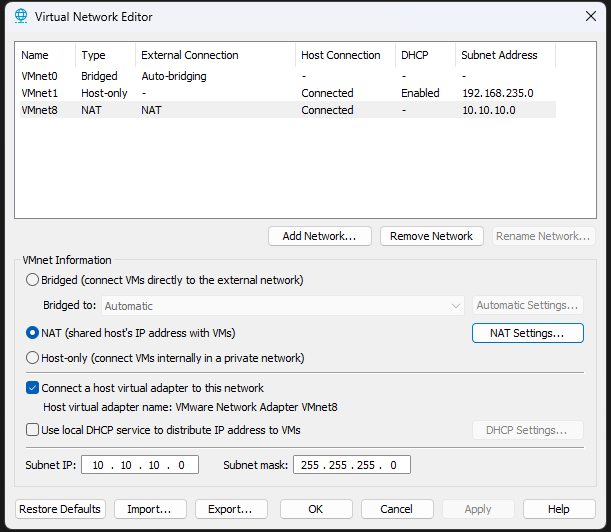 Virtual Network Editor
Name Type External Connection Host Connection DHCP Subnet Address
VMnet0 Bridged Auto-bridging - - -
VMnet1 Host-only - Connected Enabled 192.168.235.0
VMnet8 NAT NAT Connected - 10.10.10.0
Add Network... Remove Network Rename Network...
VMnet Information
Bridged (connect VMs directly to the external network)
Bridged to: Automatic Automatic Settings...
NAT (shared host's IP address with VMs) NAT Settings...
Host-only (connect VMs internally in a private network)
Connect a host virtual adapter to this network
Host virtual adapter name: VMware Network Adapter VMnet8
Use local DHCP service to distribute IP address to VMs DHCP Settings...
Subnet IP: 10 . 10 . 10 . 0 Subnet mask: 255 . 255 . 255 . 0
Restore Defaults Import... Export... OK Cancel Apply Help